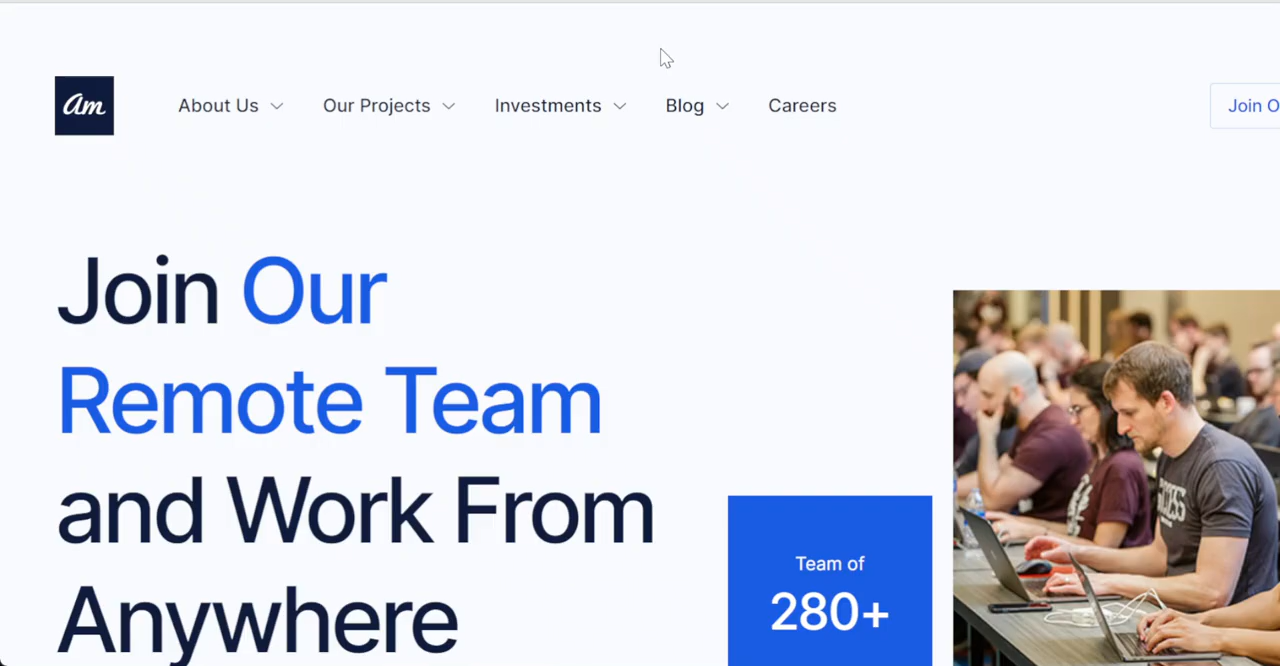 am
About Us
Our Projects
Investments
Blog
Careers
Join O
Join Our
Remote Team
and Work From
Anywhere
Team of
280+